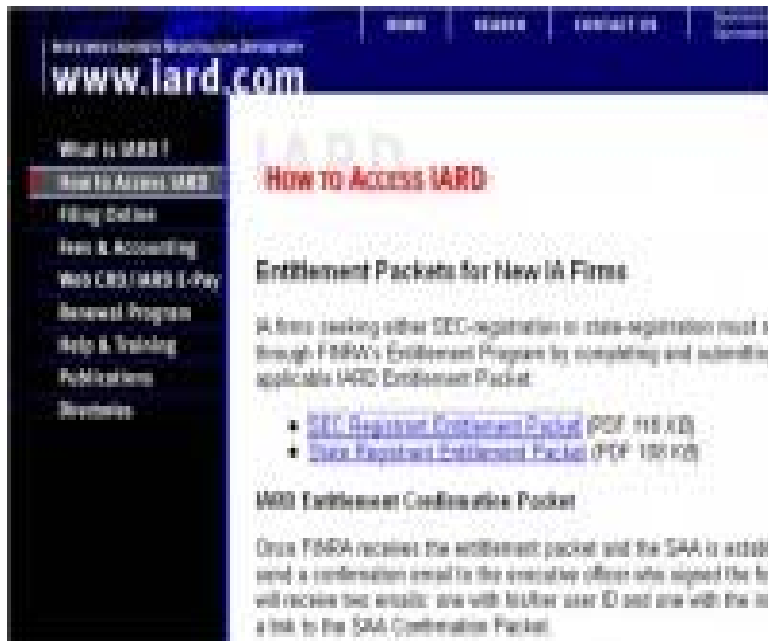 HOME SEARCH CONTACT US
www.iard.com
What is IARD?
How to Access IARD
Filing Online
Fees & Accounting
Web CRD/IARD E-Pay
Renewal Program
Help & Training
Publications
Directories
IARD
How to Access IARD
Entitlement Packets for New IA Firms
IA firms seeking either SEC-registration or state-registration must
through FINRA's Entitlement Program by completing and submitting
applicable IARD Entitlement Packet
SEC Registrant Entitlement Packet (PDF
State Registrant Entitlement Packet (PDF
IARD Entitlement Confirmation Packet
Once FINRA receives the entitlement packet and the SAA is establ
send a confirmation email to the executive officer who signed the
will receive two emails: one with his/her user ID and one with the
a link to the SAA Confirmation Packet.